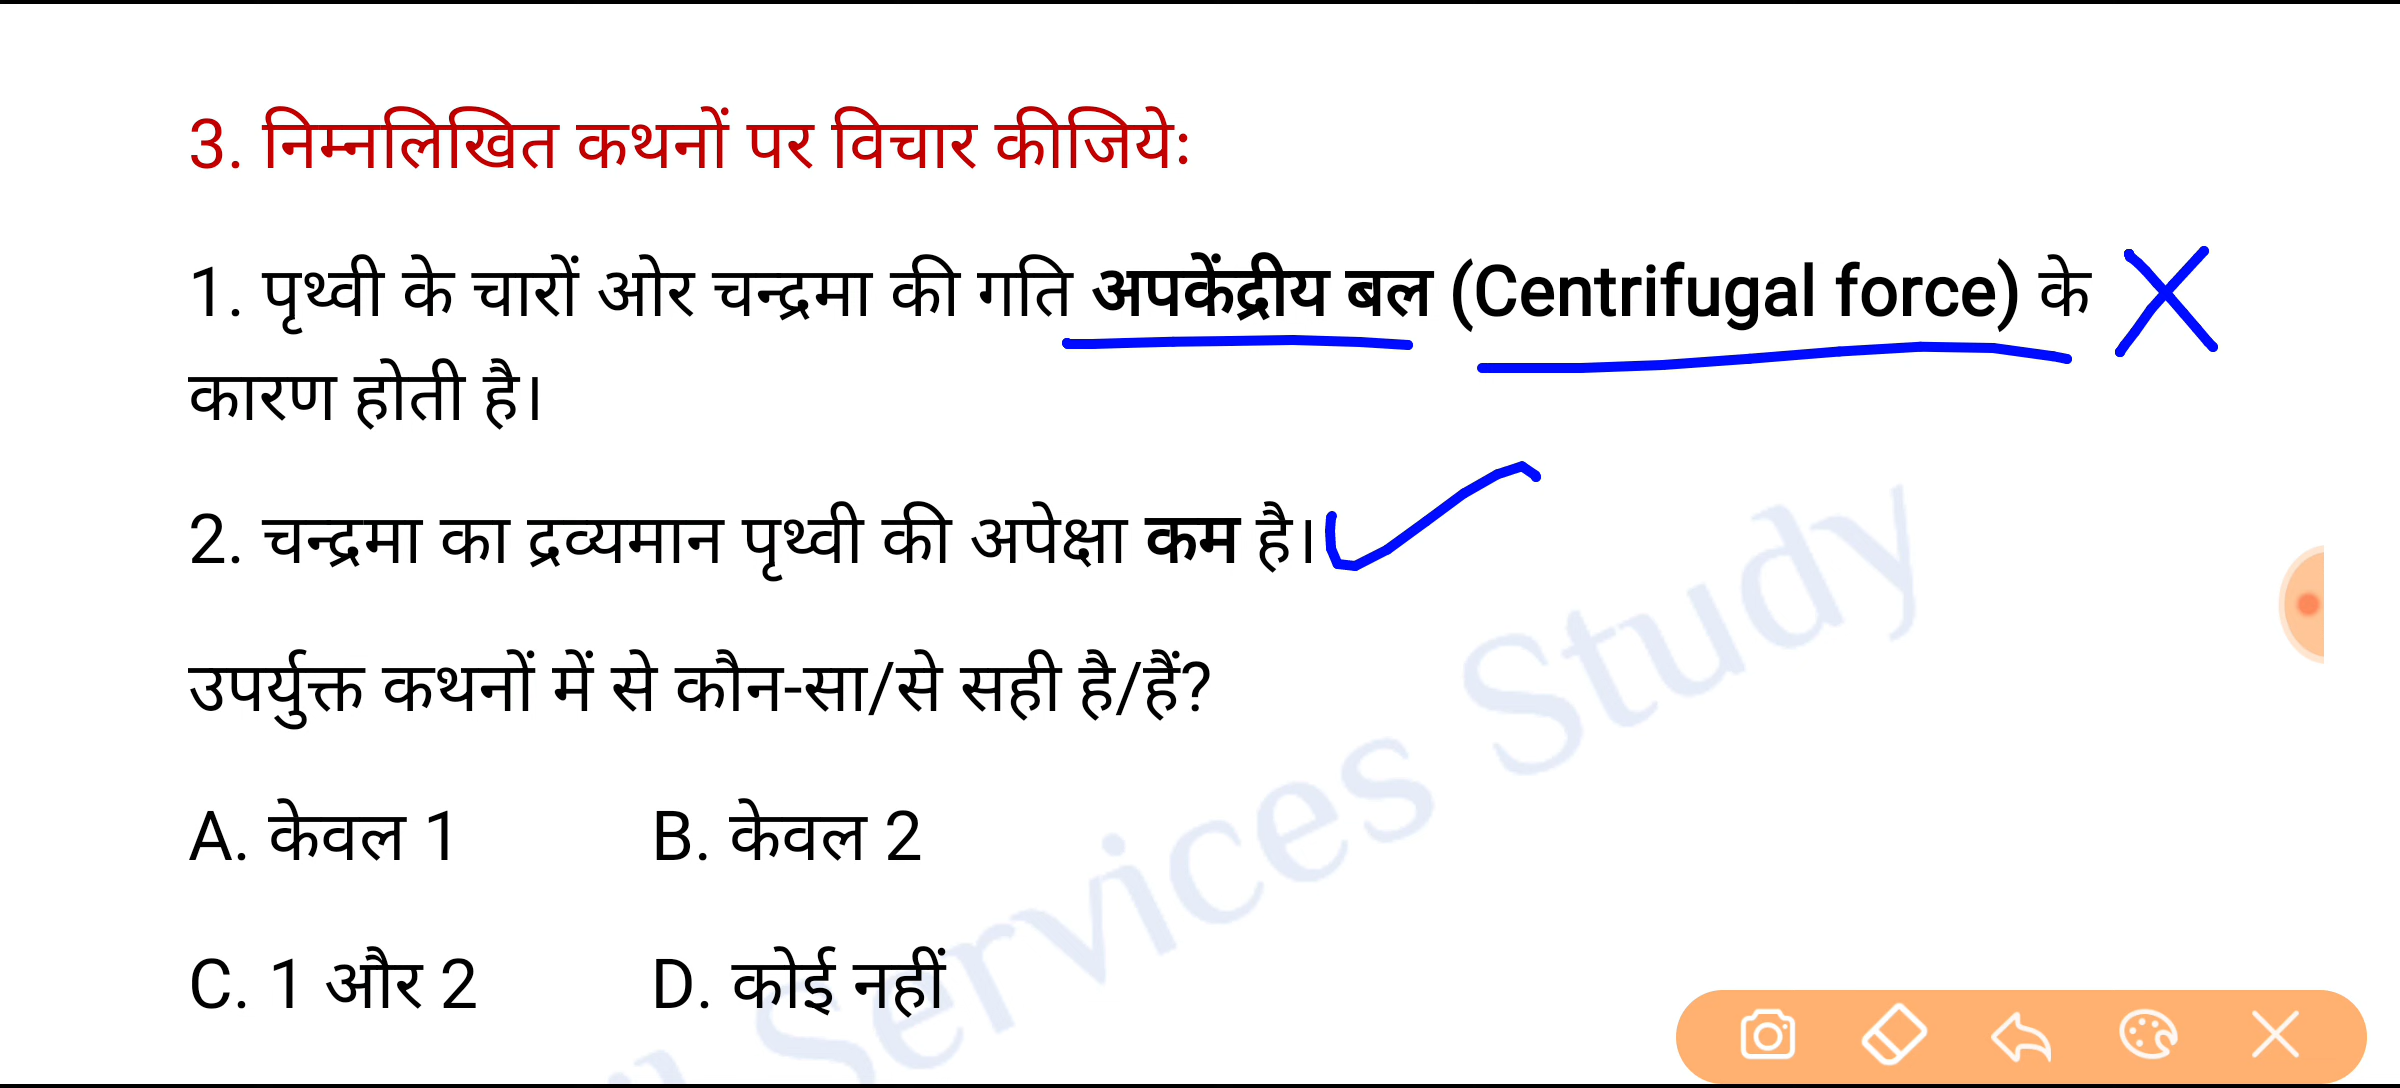 3. निम्नलिखित कथनों पर विचार कीजियेः
1. पृथ्वी के चारों ओर चन्द्रमा की गति अपकेंद्रीय बल (Centrifugal force) के
कारण होती है।
2. चन्द्रमा का द्रव्यमान पृथ्वी की अपेक्षा कम है।
उपर्युक्त कथनों में से कौन-सा/से सही है/हैं?
A. केवल 1 B. केवल 2
C. 1 और 2 D. कोई नहीं
Services Study